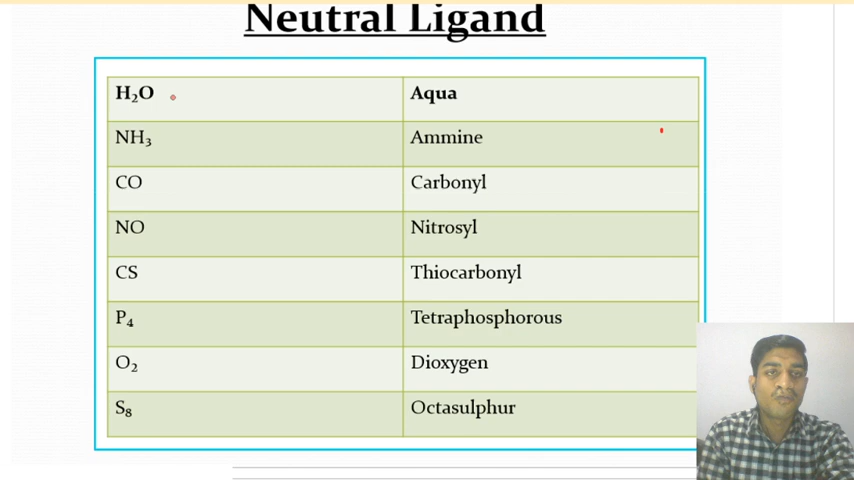 Neutral Ligand
H₂O Aqua
NH₃ Ammine
CO Carbonyl
NO Nitrosyl
CS Thiocarbonyl
P₄ Tetraphosphorous
O₂ Dioxygen
S₈ Octasulphur